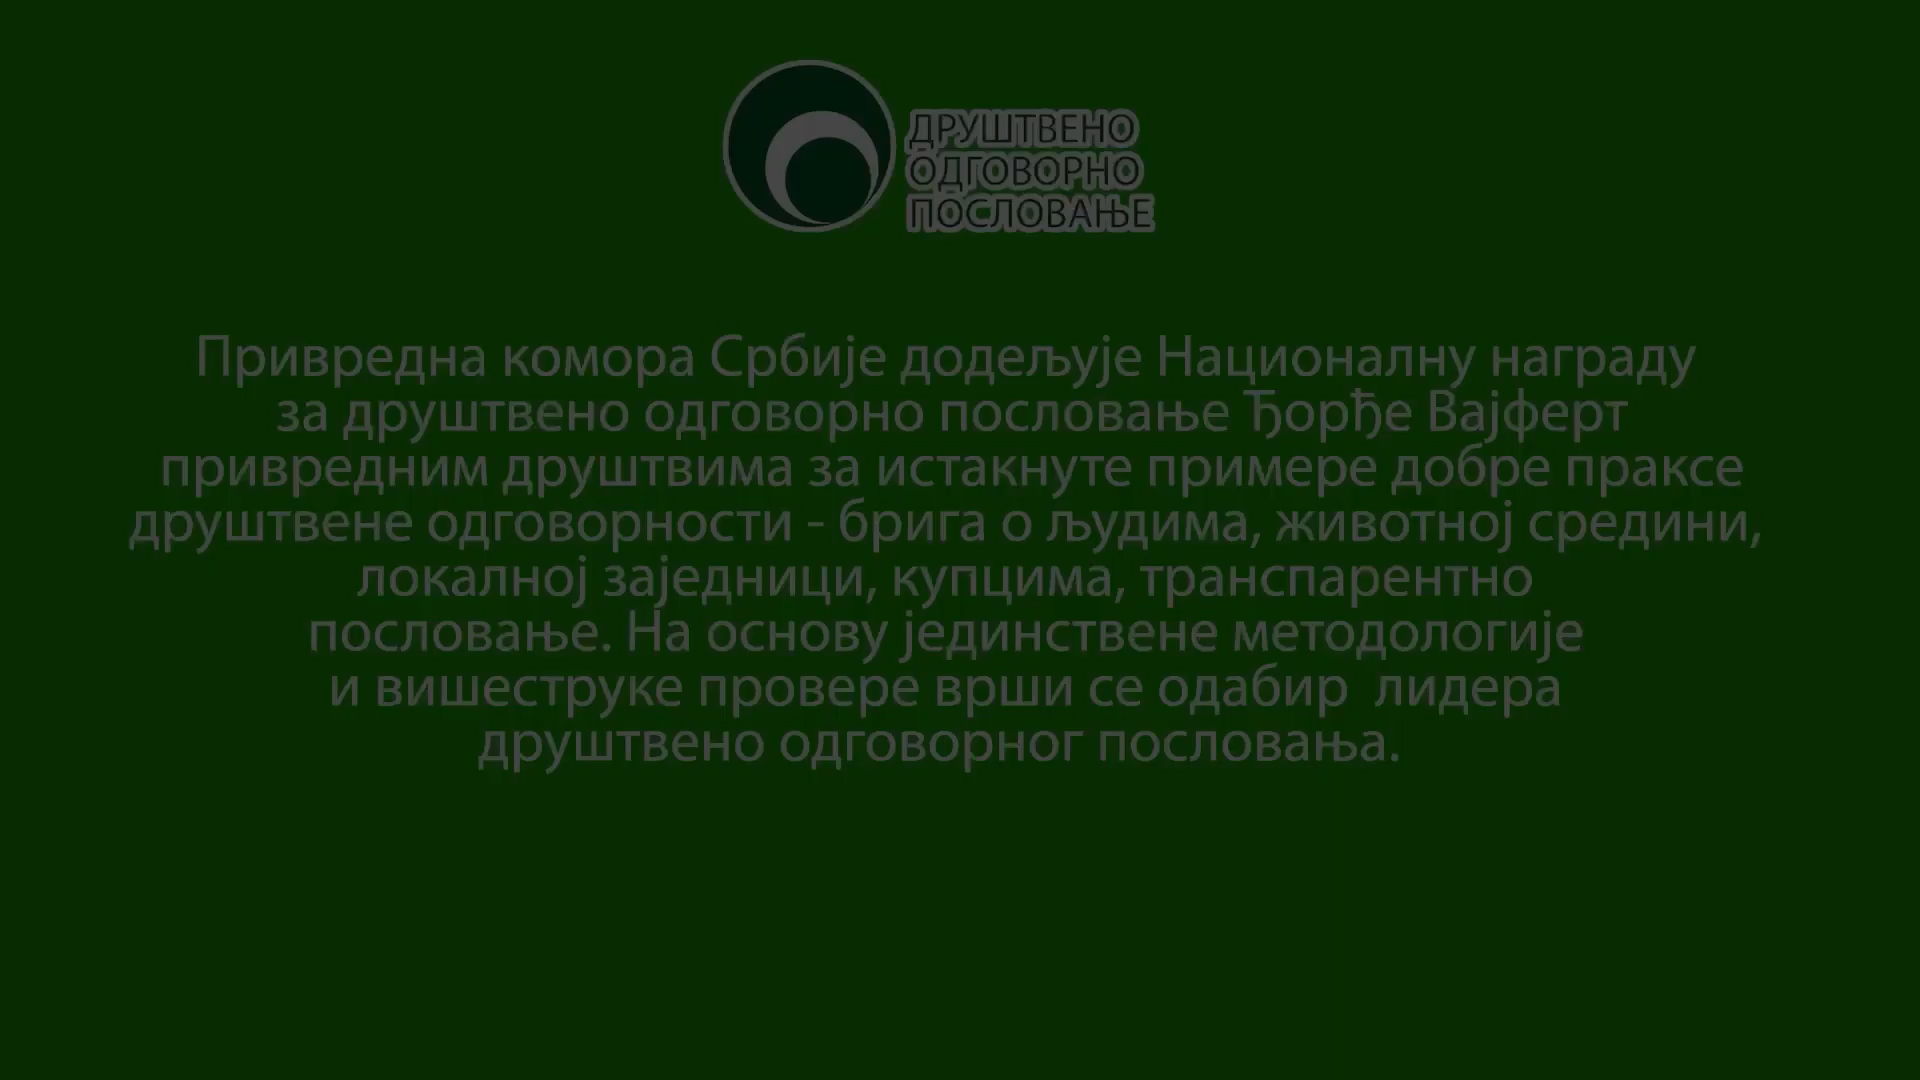 ДРУШТВЕНО
ОДГОВОРНО
ПОСЛОВАЊЕ
Привредна комора Србије додељује Националну награду
за друштвено одговорно пословање Ђорђе Вајферт
привредним друштвима за истакнуте примере добре праксе
друштвене одговорности - брига о људима, животној средини,
локалној заједници, купцима, транспарентно
пословање. На основу јединствене методологије
и вишеструке провере врши се одабир лидера
друштвено одговорног пословања.